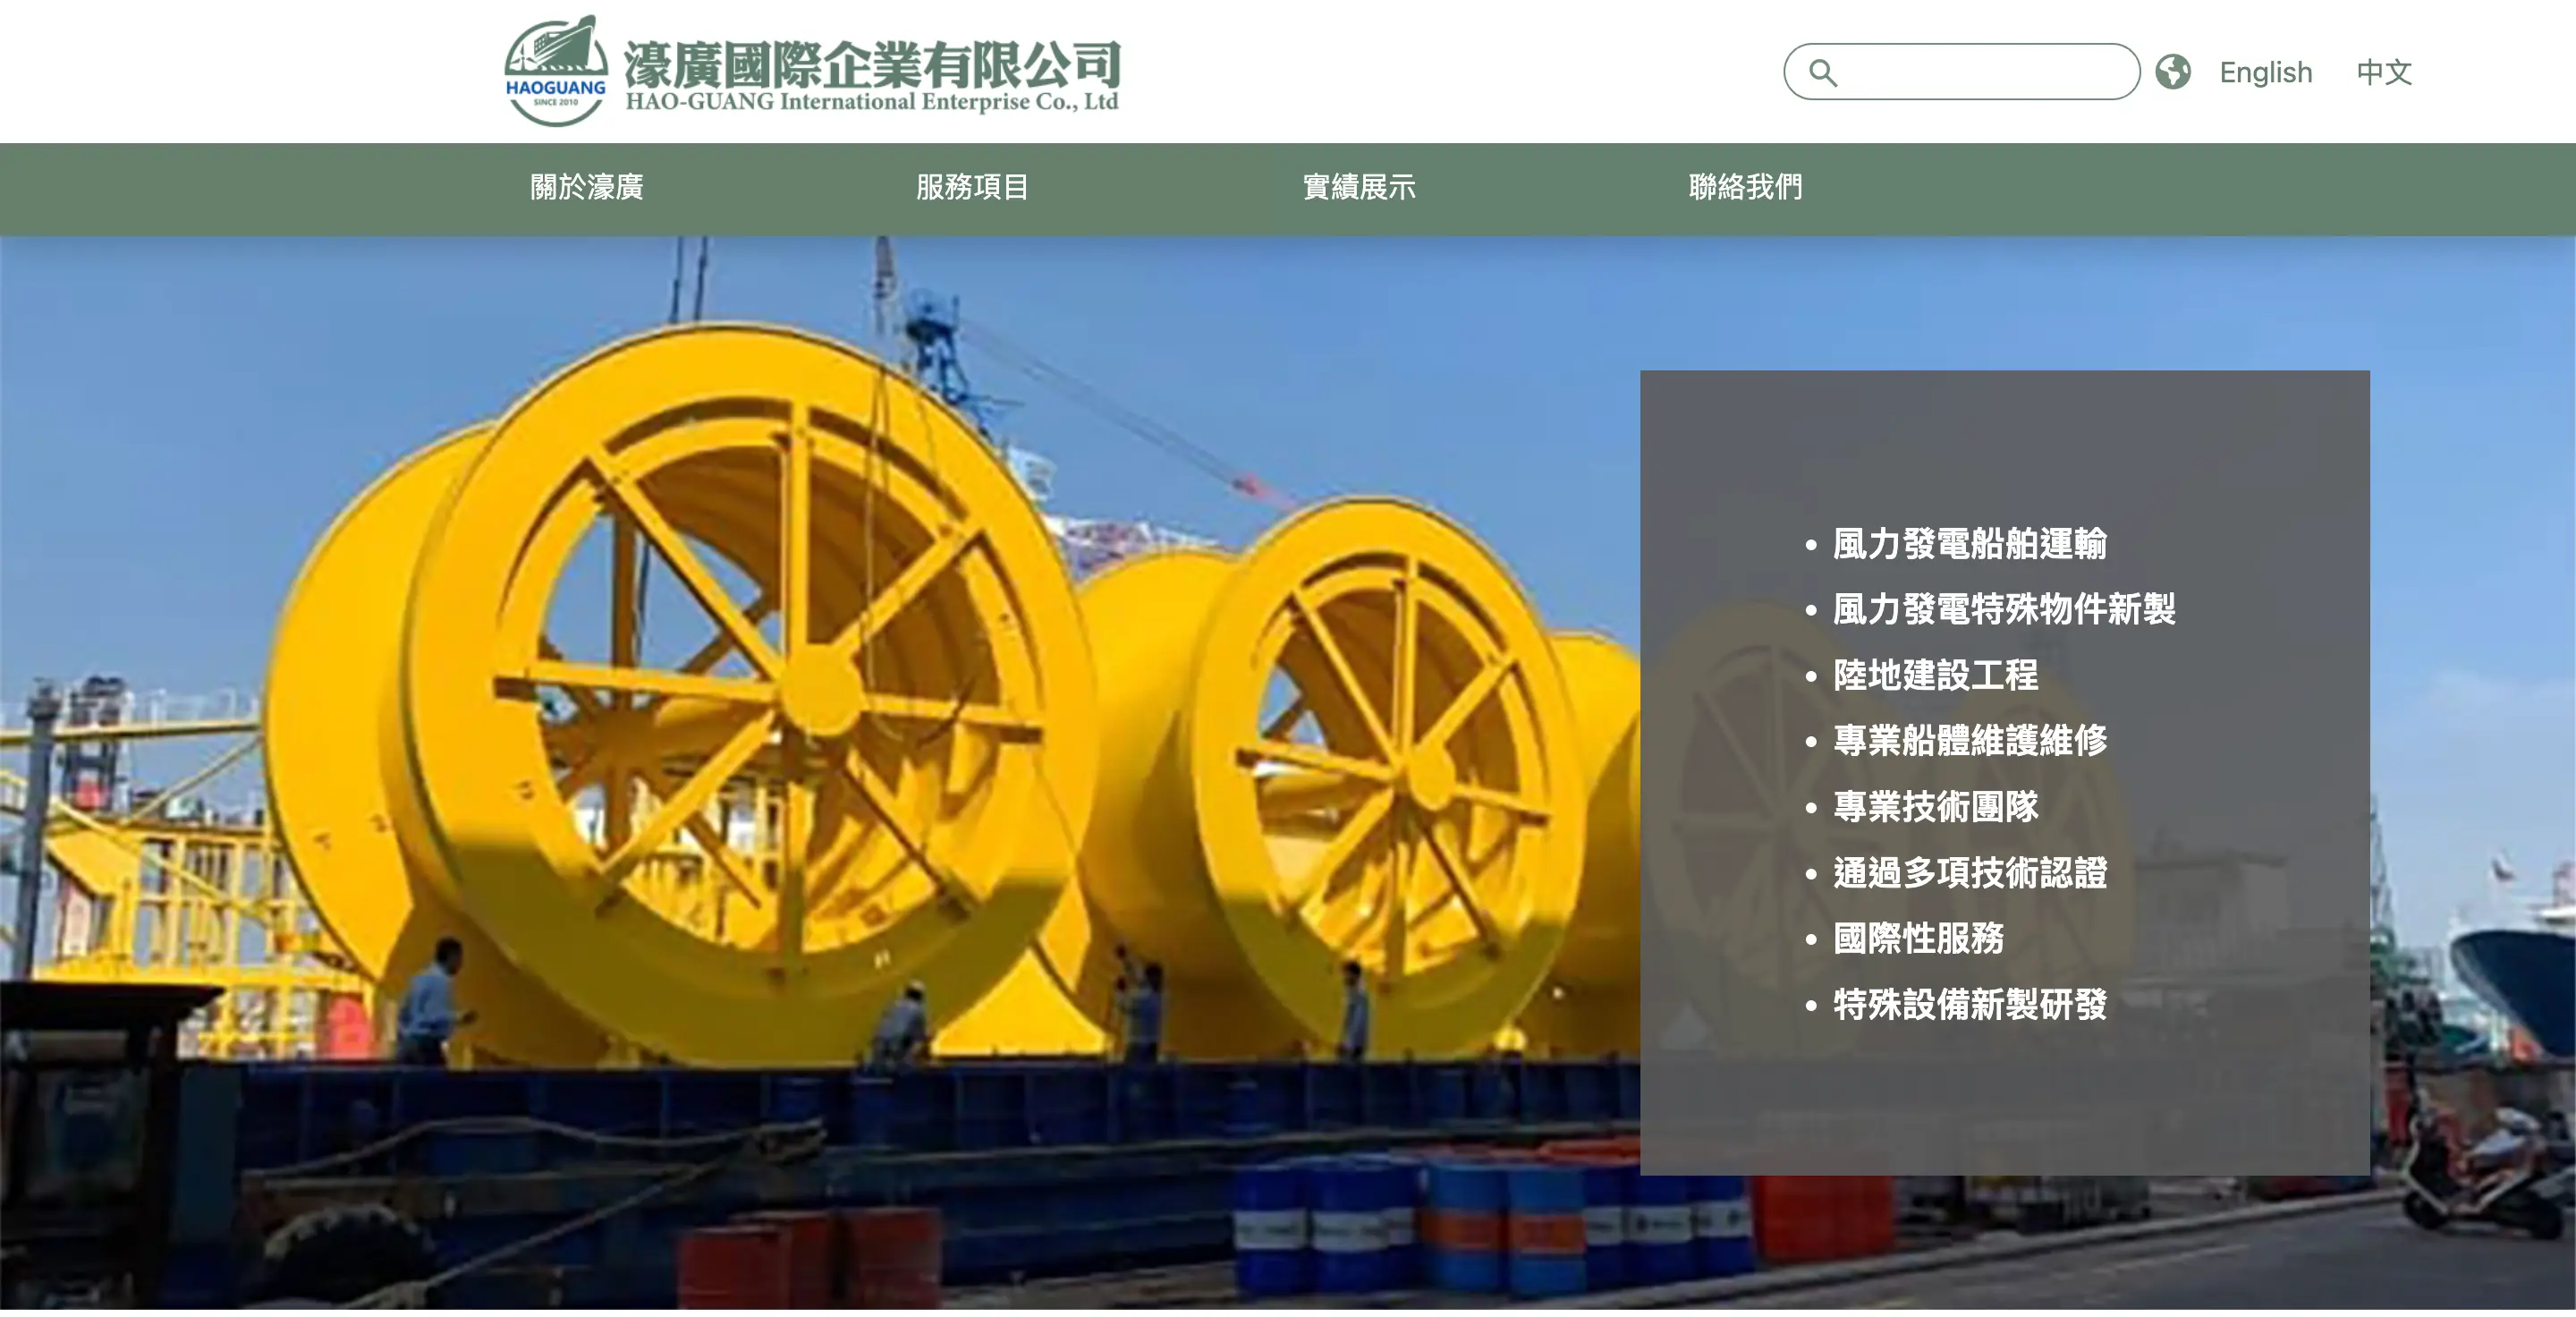 HAOGUANG
SINCE 2010
濠廣國際企業有限公司
HAO-GUANG International Enterprise Co., Ltd
English 中文
關於濠廣 服務項目 實績展示 聯絡我們
• 風力發電船舶運輸
• 風力發電特殊物件新製
• 陸地建設工程
• 專業船體維護維修
• 專業技術團隊
• 通過多項技術認證
• 國際性服務
• 特殊設備新製研發